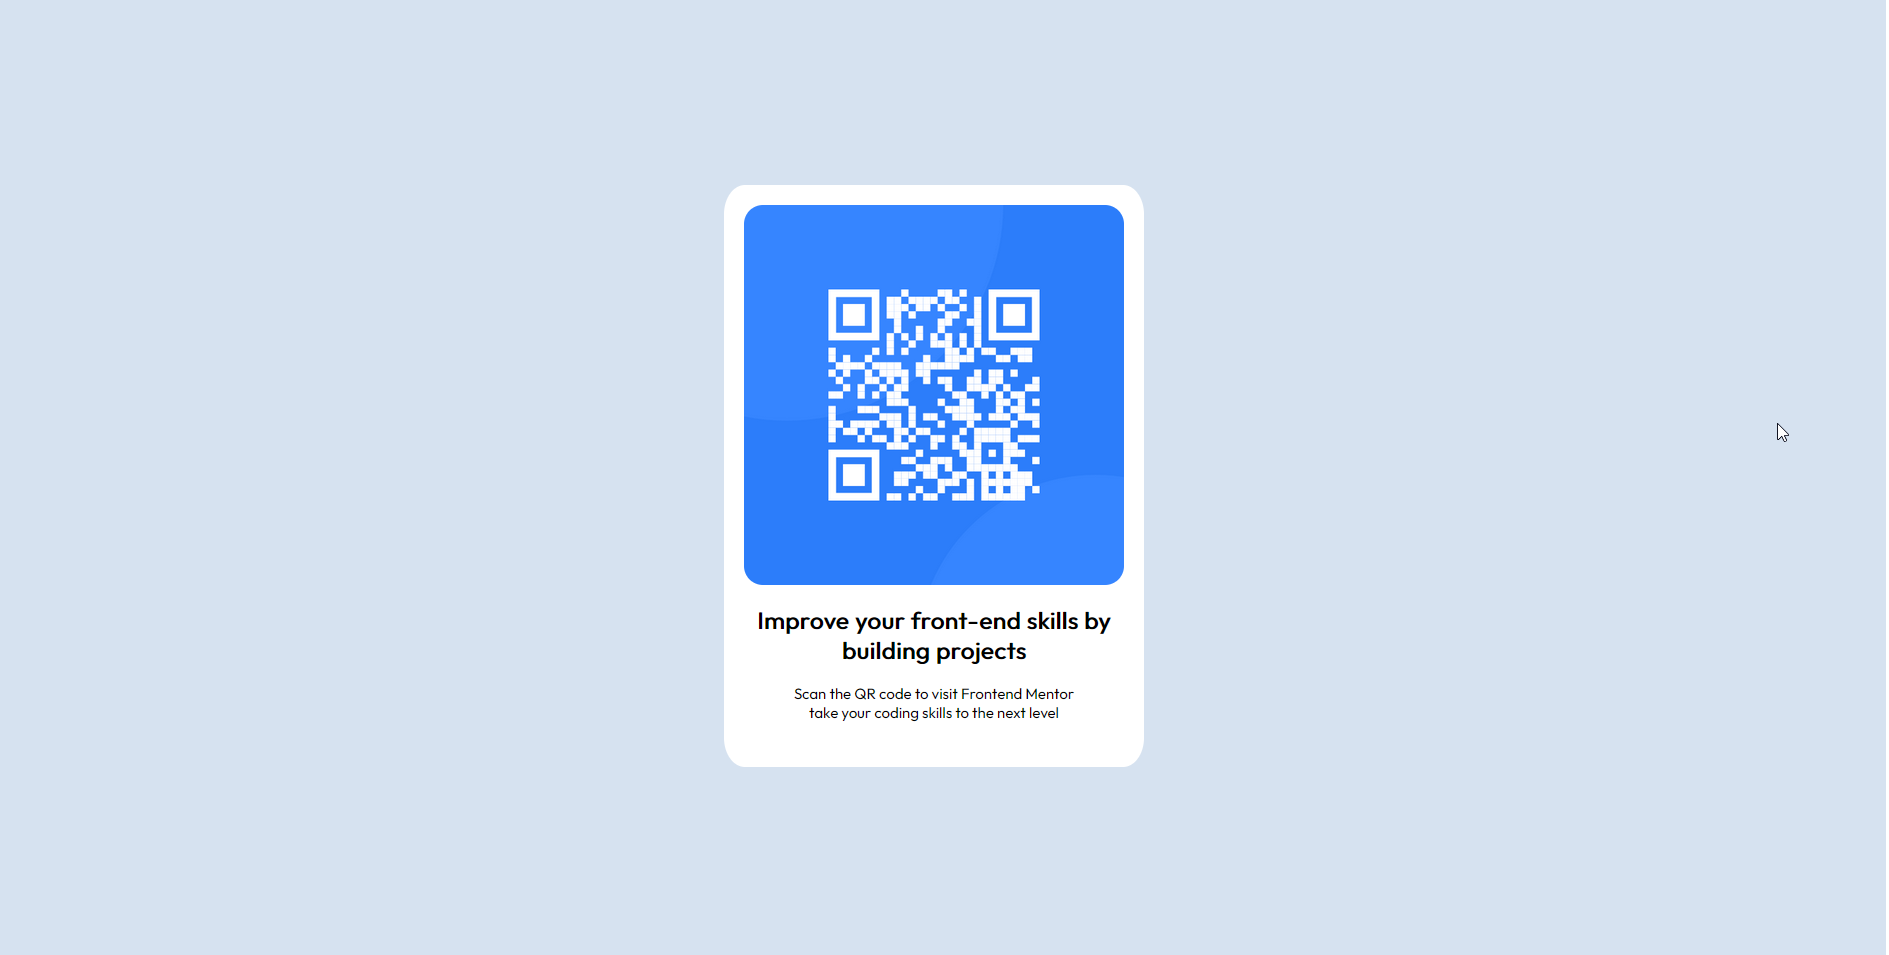 Improve your front-end skills by
building projects
Scan the QR code to visit Frontend Mentor
take your coding skills to the next level